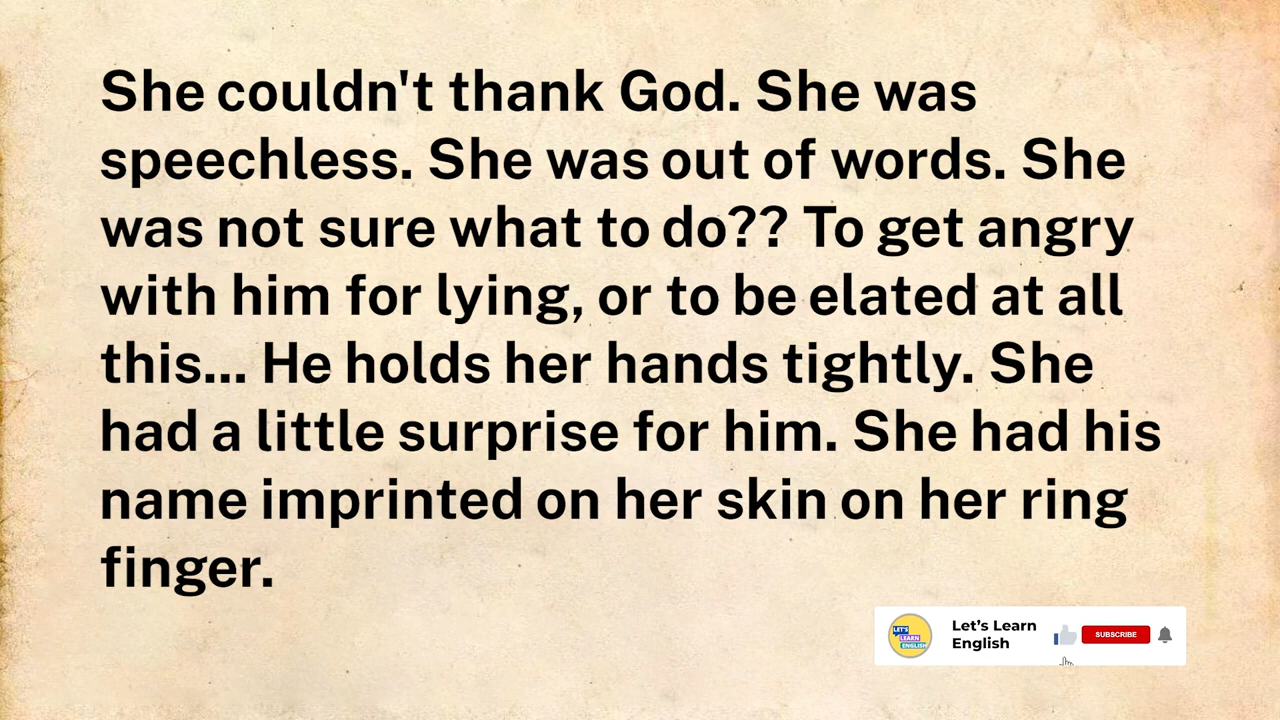 She couldn't thank God. She was
speechless. She was out of words. She
was not sure what to do?? To get angry
with him for lying, or to be elated at all
this... He holds her hands tightly. She
had a little surprise for him. She had his
name imprinted on her skin on her ring
finger.
LET'S
LEARN
ENGLISH
Let's Learn
English
SUBSCRIBE